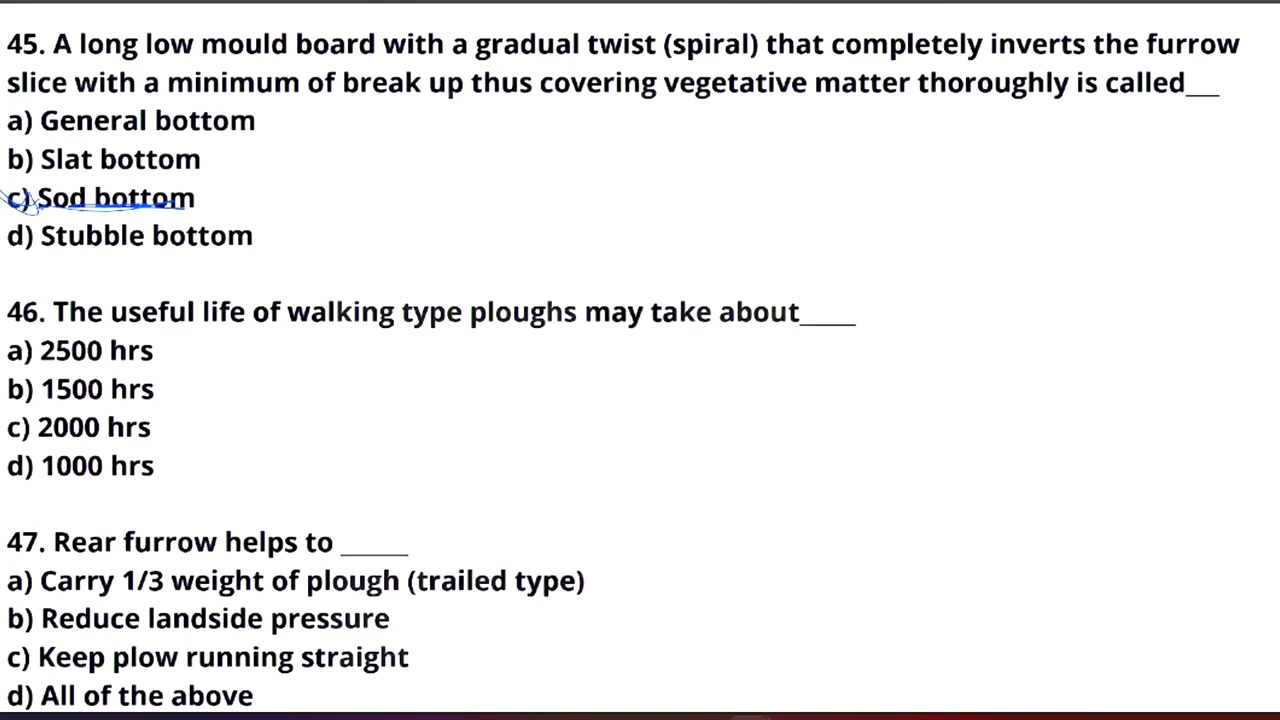 45. A long low mould board with a gradual twist (spiral) that completely inverts the furrow
slice with a minimum of break up thus covering vegetative matter thoroughly is called__
a) General bottom
b) Slat bottom
c) Sod bottom
d) Stubble bottom
46. The useful life of walking type ploughs may take about____
a) 2500 hrs
b) 1500 hrs
c) 2000 hrs
d) 1000 hrs
47. Rear furrow helps to _____
a) Carry 1/3 weight of plough (trailed type)
b) Reduce landside pressure
c) Keep plow running straight
d) All of the above